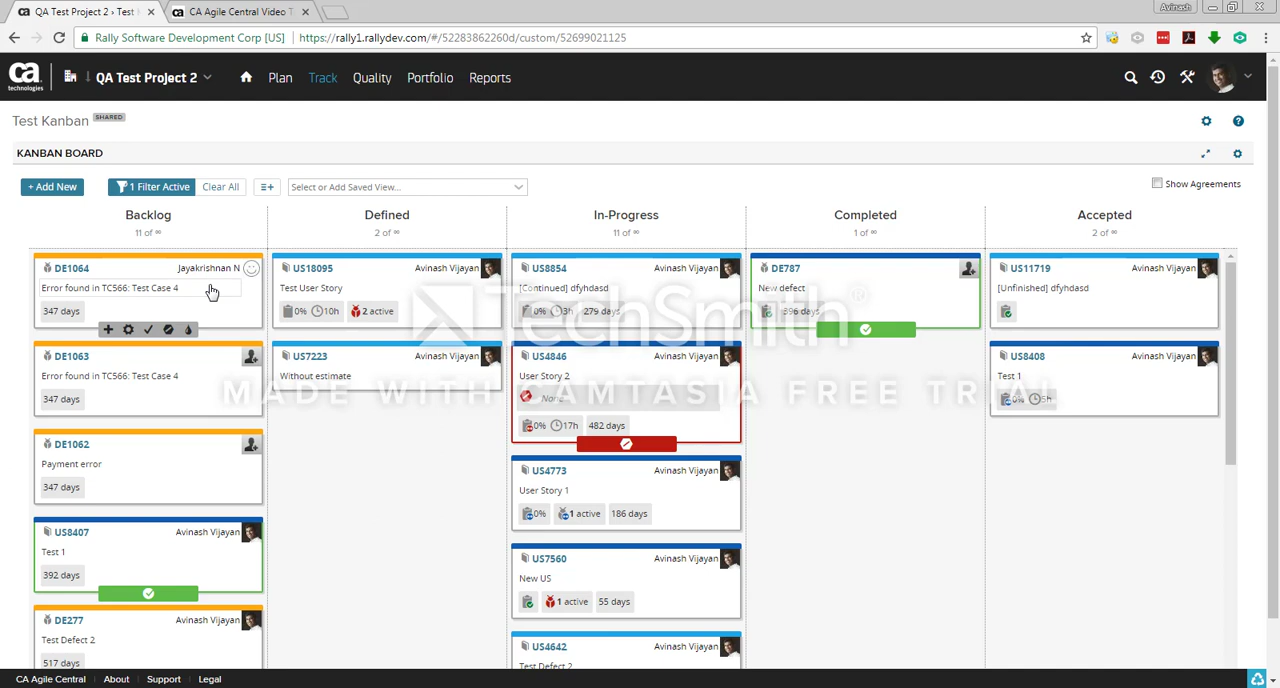 QA Test Project 2 › Test
CA Agile Central Video T
Avinash
Rally Software Development Corp [US]
https://rally1.rallydev.com/#/52283862260d/custom/52699021125
ca technologies
QA Test Project 2
Plan
Track
Quality
Portfolio
Reports
Test Kanban SHARED
KANBAN BOARD
+ Add New
1 Filter Active
Clear All
Select or Add Saved View...
Show Agreements
Backlog
11 of ∞
DE1064
Jayakrishnan N
Error found in TC566: Test Case 4
347 days
DE1063
Error found in TC566: Test Case 4
347 days
DE1062
Payment error
347 days
US8407
Avinash Vijayan
Test 1
392 days
DE277
Avinash Vijayan
Test Defect 2
517 days
Defined
2 of ∞
US18095
Avinash Vijayan
Test User Story
0% 10h 2 active
US7223
Avinash Vijayan
Without estimate
In-Progress
11 of ∞
US8854
Avinash Vijayan
[Continued] dfyhdasd
0% 3h 279 days
US4846
Avinash Vijayan
User Story 2
None
0% 17h 482 days
US4773
Avinash Vijayan
User Story 1
0% 1 active 186 days
US7560
Avinash Vijayan
New US
1 active 55 days
US4642
Avinash Vijayan
Test Defect 2
Completed
1 of ∞
DE787
New defect
396 days
Accepted
2 of ∞
US11719
Avinash Vijayan
[Unfinished] dfyhdasd
US8408
Avinash Vijayan
Test 1
0% 5h
TechSmith®
MADE WITH CAMTASIA FREE TRIAL
CA Agile Central
About
Support
Legal